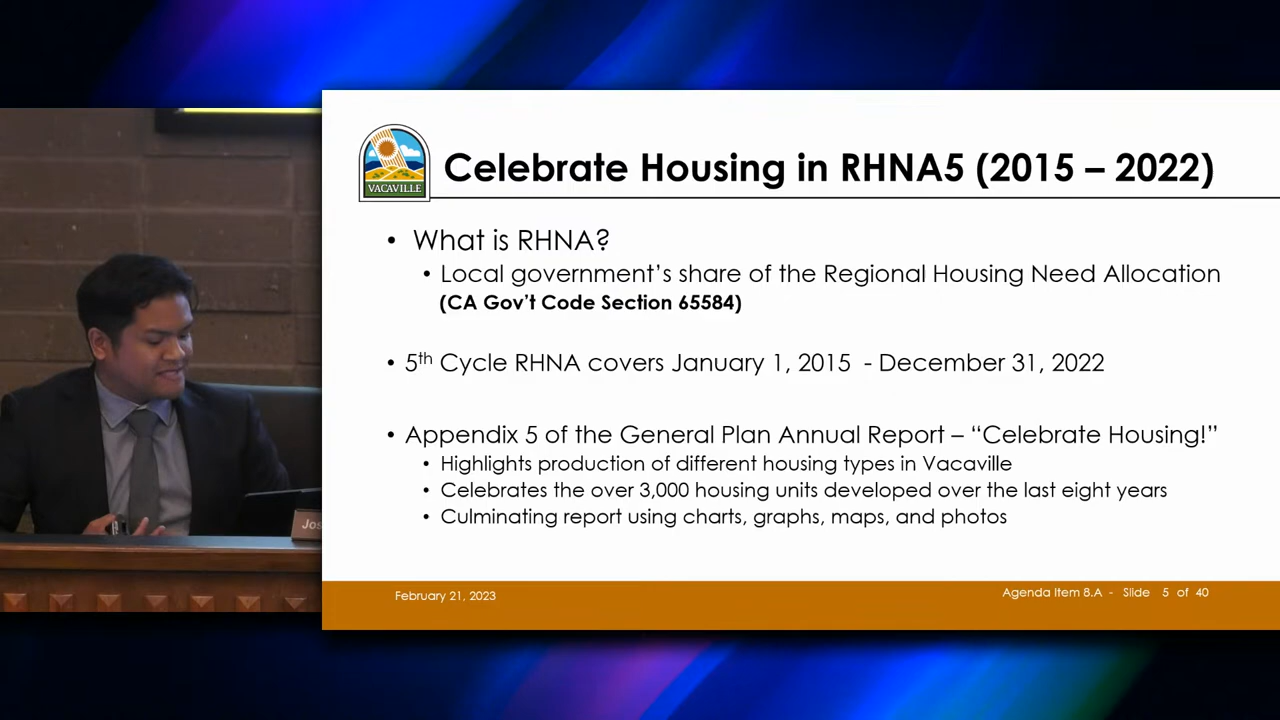 VACAVILLE
Celebrate Housing in RHNA5 (2015 – 2022)
• What is RHNA?
• Local government’s share of the Regional Housing Need Allocation
(CA Gov’t Code Section 65584)
• 5th Cycle RHNA covers January 1, 2015 - December 31, 2022
• Appendix 5 of the General Plan Annual Report – “Celebrate Housing!”
• Highlights production of different housing types in Vacaville
• Celebrates the over 3,000 housing units developed over the last eight years
• Culminating report using charts, graphs, maps, and photos
Jos
February 21, 2023
Agenda Item 8.A - Slide 5 of 40